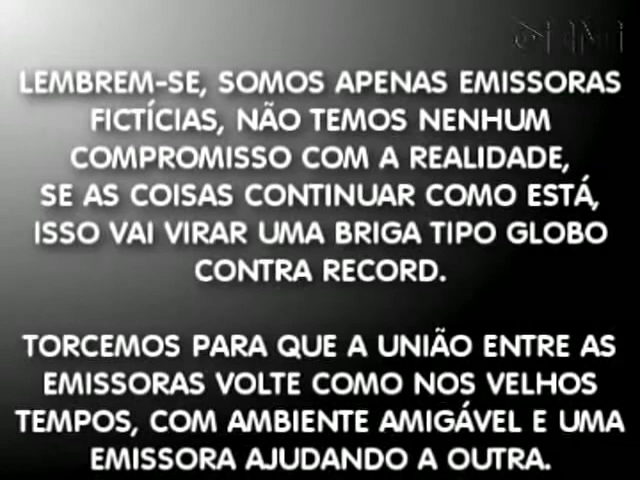 LEMBREM-SE, SOMOS APENAS EMISSORAS
FICTÍCIAS, NÃO TEMOS NENHUM
COMPROMISSO COM A REALIDADE,
SE AS COISAS CONTINUAR COMO ESTÁ,
ISSO VAI VIRAR UMA BRIGA TIPO GLOBO
CONTRA RECORD.
TORCEMOS PARA QUE A UNIÃO ENTRE AS
EMISSORAS VOLTE COMO NOS VELHOS
TEMPOS, COM AMBIENTE AMIGÁVEL E UMA
EMISSORA AJUDANDO A OUTRA.